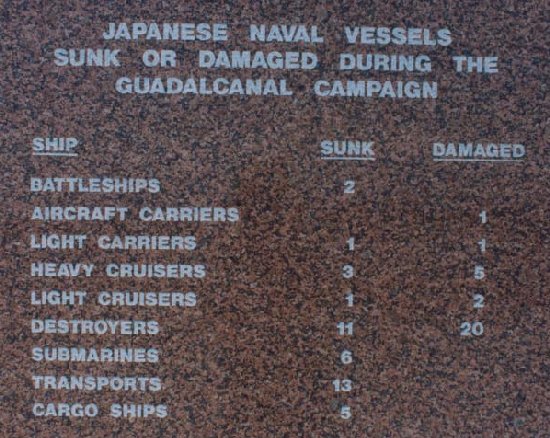 JAPANESE NAVAL VESSELS
SUNK OR DAMAGED DURING THE
GUADALCANAL CAMPAIGN
SHIP SUNK DAMAGED
BATTLESHIPS 2
AIRCRAFT CARRIERS 1
LIGHT CARRIERS 1 1
HEAVY CRUISERS 3 5
LIGHT CRUISERS 1 2
DESTROYERS 11 20
SUBMARINES 6
TRANSPORTS 13
CARGO SHIPS 5